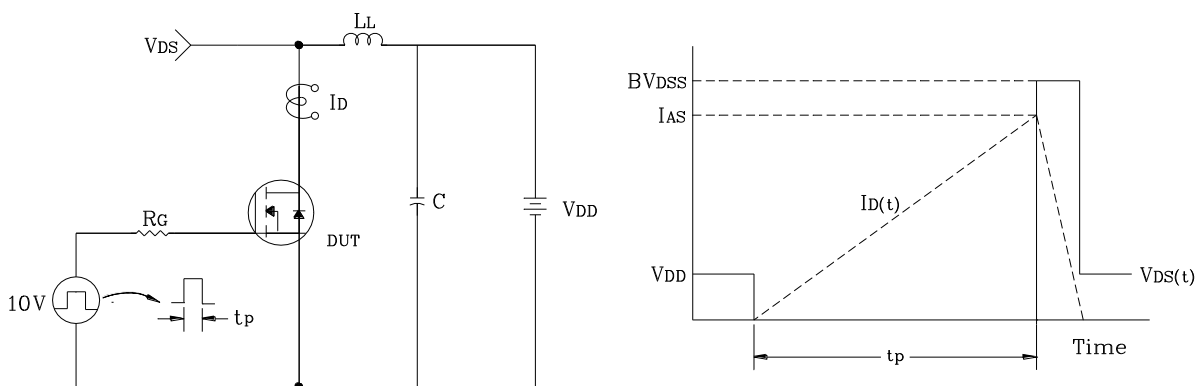 LL
VDS
ID
RG
DUT
C
VDD
10V
tp
BVDSS
IAS
ID(t)
VDD
VDS(t)
Time
tp